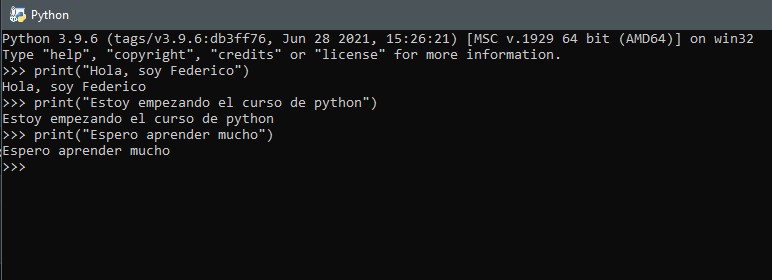 Python
Python 3.9.6 (tags/v3.9.6:db3ff76, Jun 28 2021, 15:26:21) [MSC v.1929 64 bit (AMD64)] on win32
Type "help", "copyright", "credits" or "license" for more information.
>>> print("Hola, soy Federico")
Hola, soy Federico
>>> print("Estoy empezando el curso de python")
Estoy empezando el curso de python
>>> print("Espero aprender mucho")
Espero aprender mucho
>>>